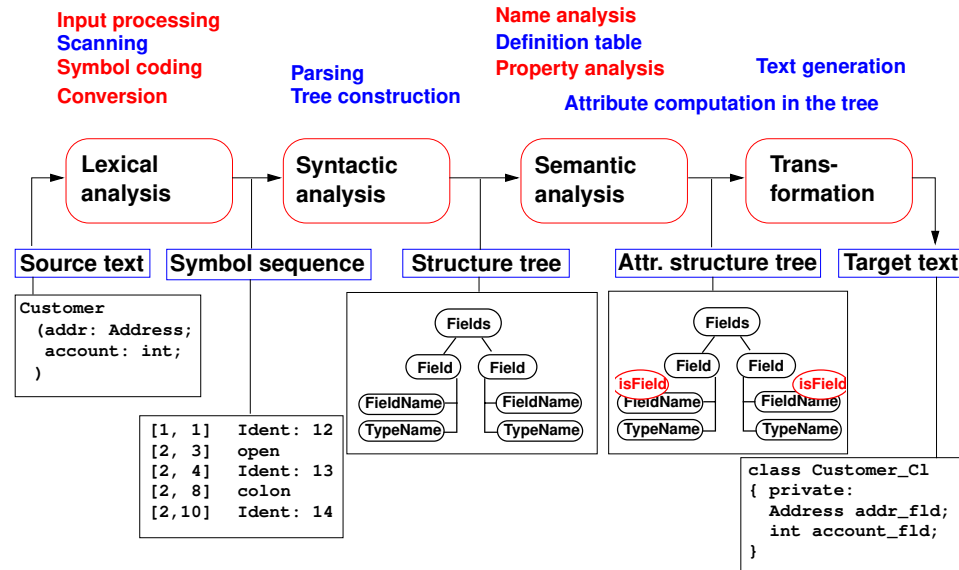 Input processing
Scanning
Symbol coding
Conversion
Parsing
Tree construction
Name analysis
Definition table
Property analysis
Text generation
Attribute computation in the tree
Lexical
analysis
Syntactic
analysis
Semantic
analysis
Trans-
formation
Source text
Symbol sequence
Structure tree
Attr. structure tree
Target text
Customer
(addr: Address;
account: int;
)
[1, 1] Ident: 12
[2, 3] open
[2, 4] Ident: 13
[2, 8] colon
[2,10] Ident: 14
Fields
Field Field
FieldName FieldName
TypeName TypeName
Fields
Field Field
isField isField
FieldName FieldName
TypeName TypeName
class Customer_Cl
{ private:
Address addr_fld;
int account_fld;
}